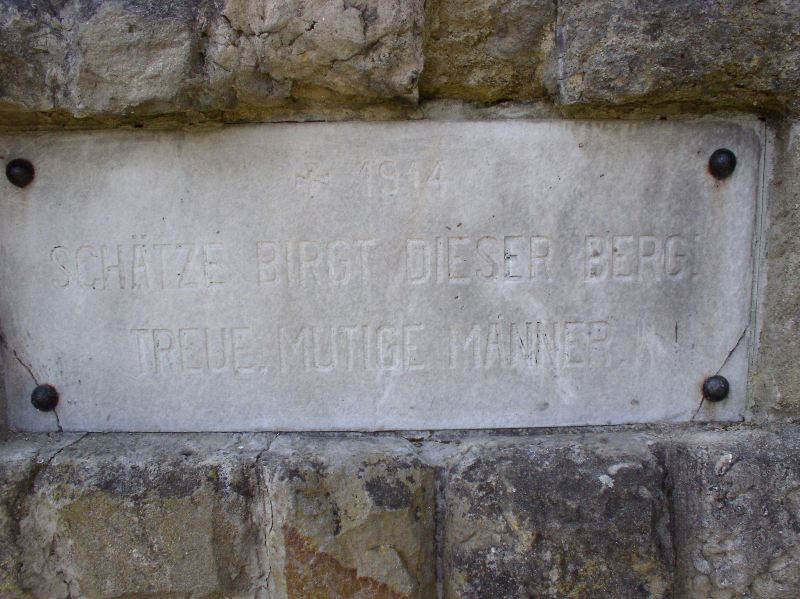 ✠ 1914
SCHÄTZE BIRGT DIESER BERG:
TREUE, MUTIGE MÄNNER.